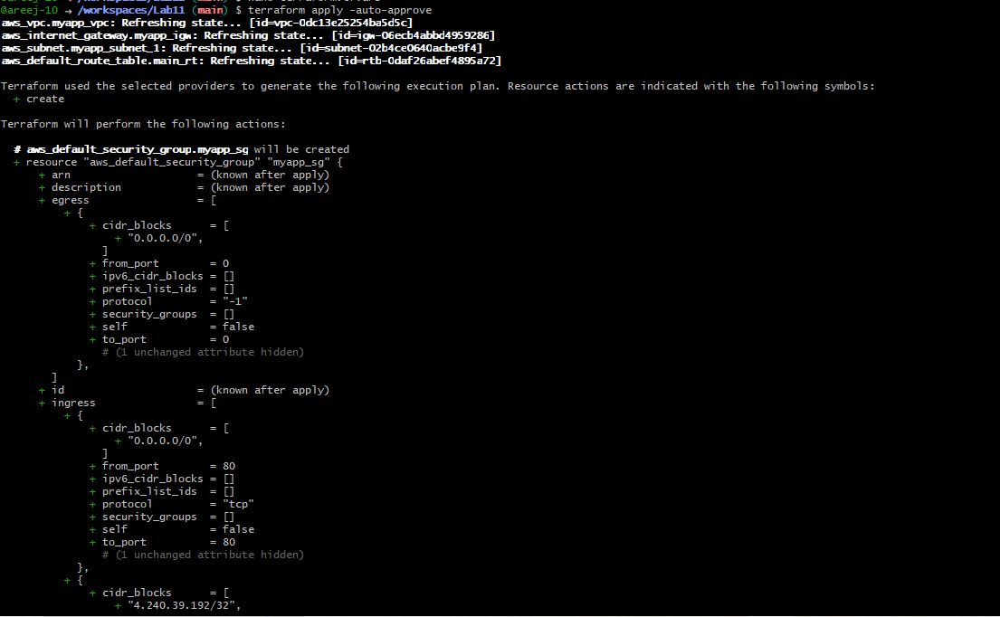 @areej-10 → /workspaces/Lab11 (main) $ terraform apply -auto-approve
aws_vpc.myapp_vpc: Refreshing state... [id=vpc-0dc13e25254ba5d5c]
aws_internet_gateway.myapp_igw: Refreshing state... [id=igw-06ecb4abbd4959286]
aws_subnet.myapp_subnet_1: Refreshing state... [id=subnet-02b4ce0640acbe9f4]
aws_default_route_table.main_rt: Refreshing state... [id=rtb-0daf26abef4895a72]
Terraform used the selected providers to generate the following execution plan. Resource actions are indicated with the following symbols:
  + create
Terraform will perform the following actions:
  # aws_default_security_group.myapp_sg will be created
  + resource "aws_default_security_group" "myapp_sg" {
      + arn                    = (known after apply)
      + description            = (known after apply)
      + egress                 = [
          + {
              + cidr_blocks      = [
                  + "0.0.0.0/0",
                ]
              + from_port        = 0
              + ipv6_cidr_blocks = []
              + prefix_list_ids  = []
              + protocol         = "-1"
              + security_groups  = []
              + self             = false
              + to_port          = 0
                # (1 unchanged attribute hidden)
            },
        ]
      + id                     = (known after apply)
      + ingress                = [
          + {
              + cidr_blocks      = [
                  + "0.0.0.0/0",
                ]
              + from_port        = 80
              + ipv6_cidr_blocks = []
              + prefix_list_ids  = []
              + protocol         = "tcp"
              + security_groups  = []
              + self             = false
              + to_port          = 80
                # (1 unchanged attribute hidden)
            },
          + {
              + cidr_blocks      = [
                  + "4.240.39.192/32",